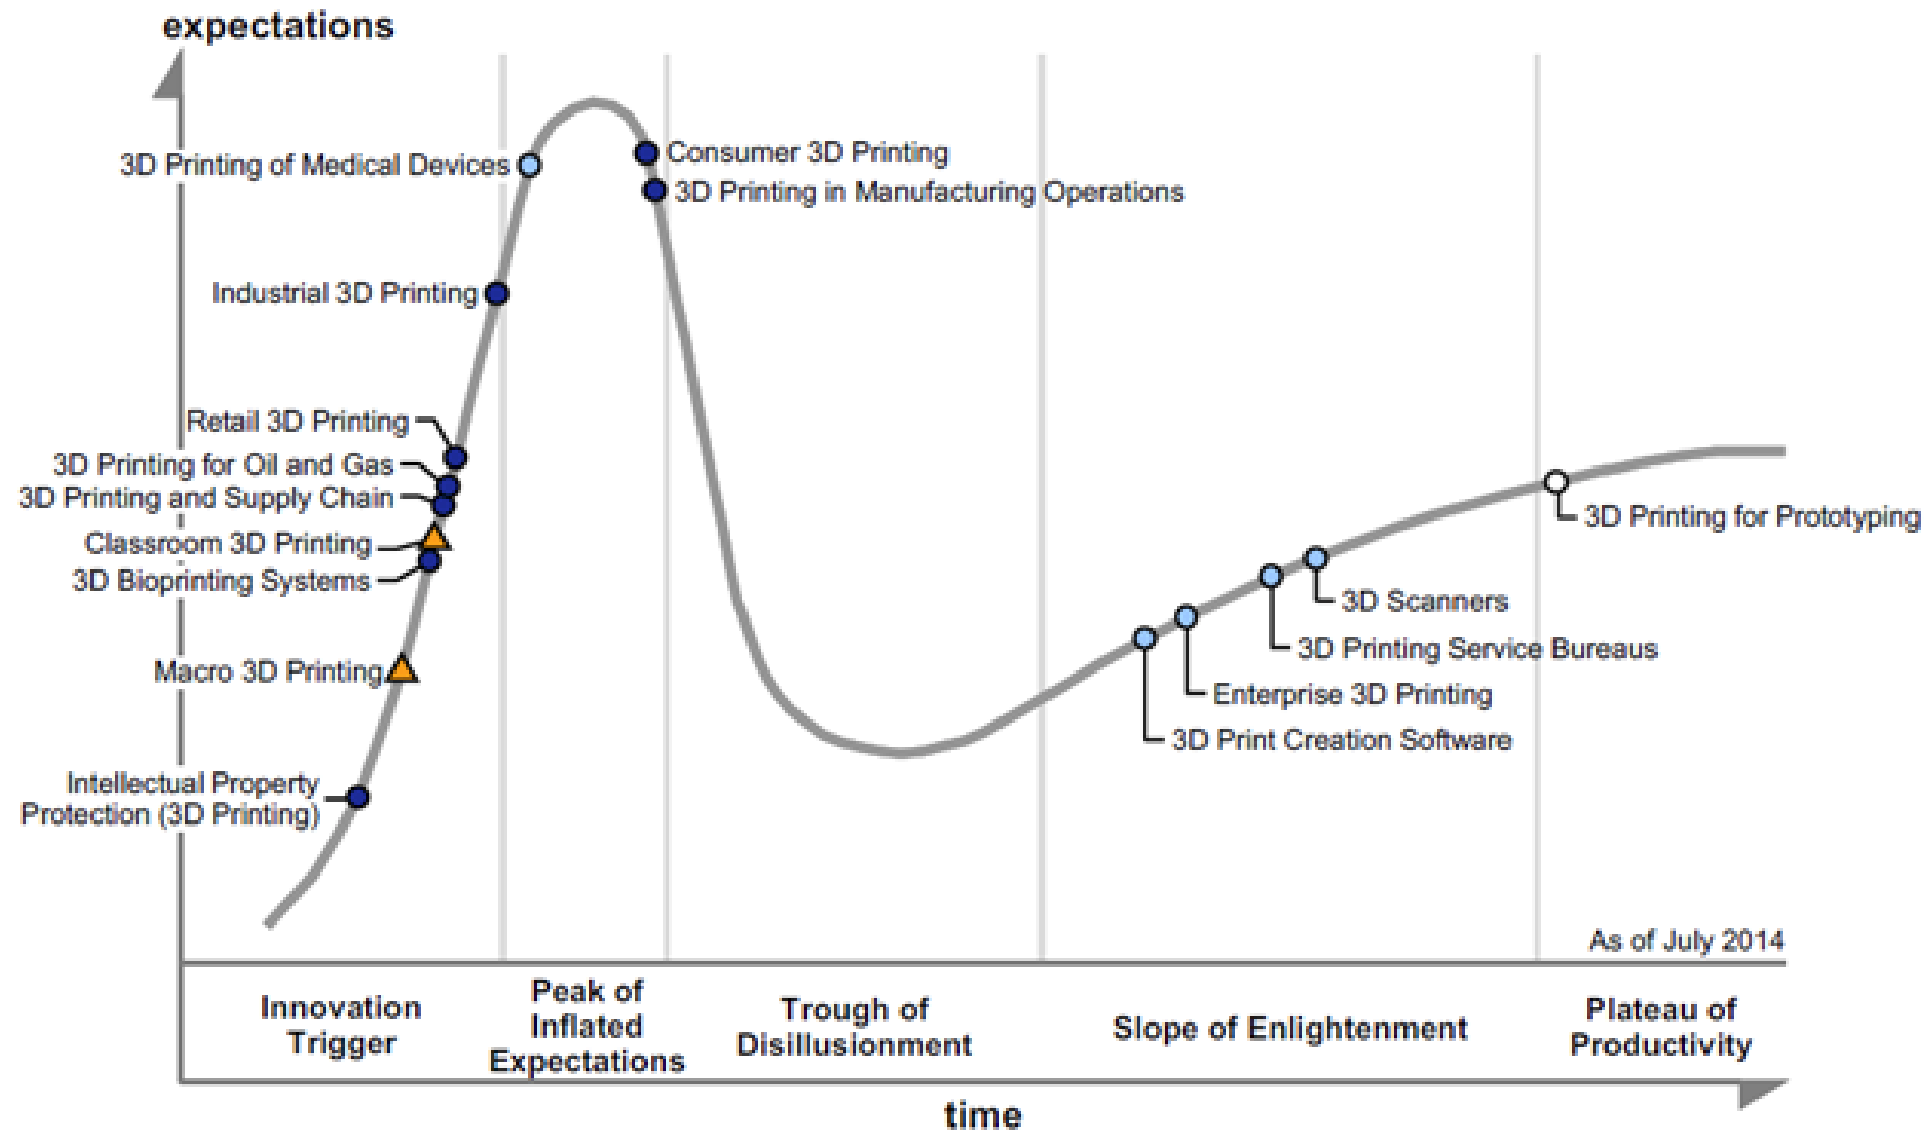 expectations
3D Printing of Medical Devices
Consumer 3D Printing
3D Printing in Manufacturing Operations
Industrial 3D Printing
Retail 3D Printing
3D Printing for Oil and Gas
3D Printing and Supply Chain
Classroom 3D Printing
3D Bioprinting Systems
Macro 3D Printing
Intellectual Property
Protection (3D Printing)
3D Printing for Prototyping
3D Scanners
3D Printing Service Bureaus
Enterprise 3D Printing
3D Print Creation Software
As of July 2014
Innovation
Trigger
Peak of
Inflated
Expectations
Trough of
Disillusionment
Slope of Enlightenment
Plateau of
Productivity
time